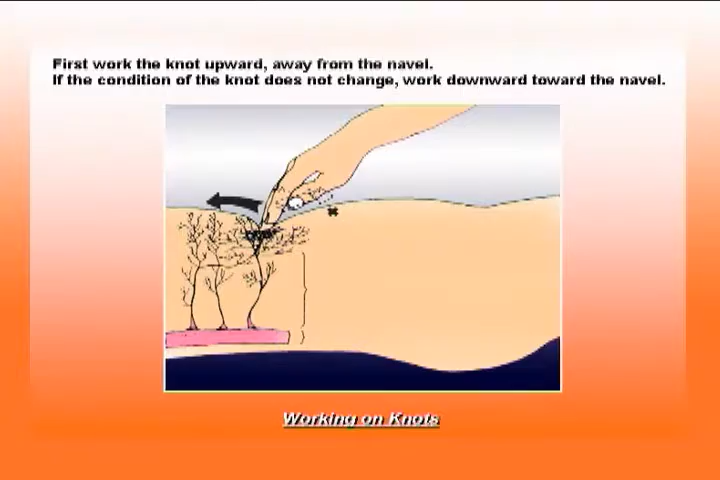 First work the knot upward, away from the navel.
If the condition of the knot does not change, work downward toward the navel.
Working on Knots